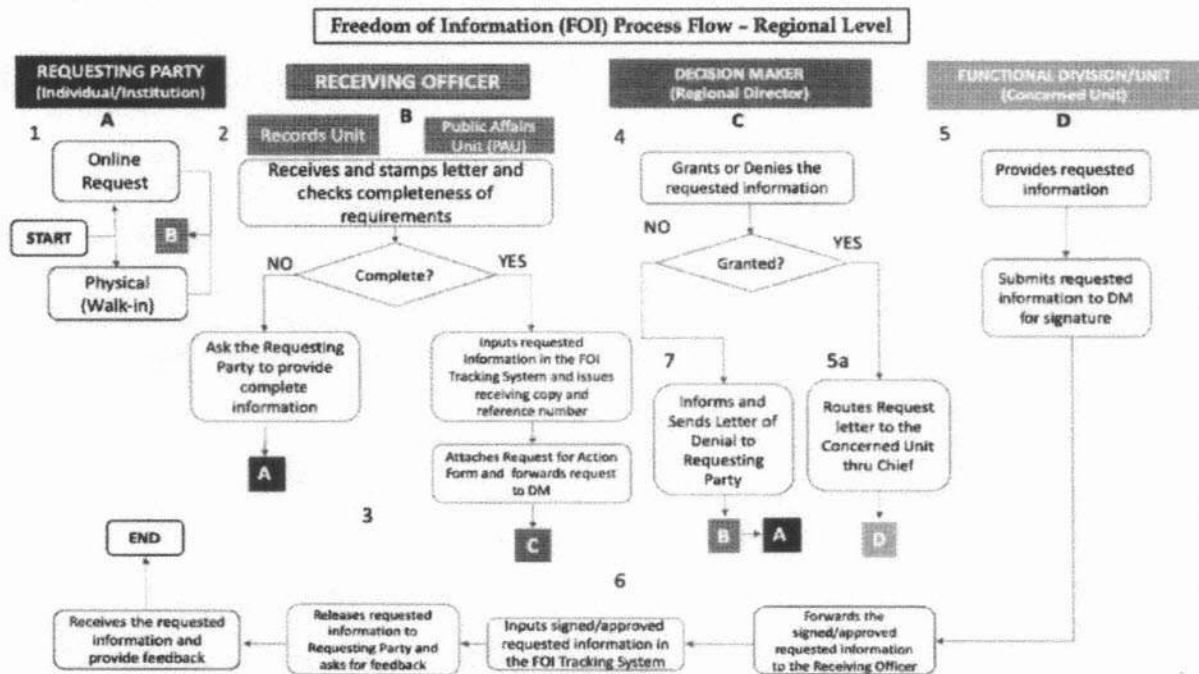 Freedom of Information (FOI) Process Flow – Regional Level
REQUESTING PARTY
(Individual/Institution)
A
RECEIVING OFFICER
B
Records Unit
Public Affairs
Unit (PAU)
DECISION MAKER
(Regional Director)
C
FUNCTIONAL DIVISION/UNIT
(Concerned Unit)
D
1
Online
Request
START
B
Physical
(Walk-in)
2
Receives and stamps letter and
checks completeness of
requirements
NO
Complete?
YES
Ask the Requesting
Party to provide
complete
information
A
Inputs requested
Information in the FOI
Tracking System and issues
receiving copy and
reference number
Attaches Request for Action
Form and forwards request
to DM
C
3
4
Grants or Denies the
requested information
NO
Granted?
YES
7
Informs and
Sends Letter of
Denial to
Requesting
Party
B
A
5a
Routes Request
letter to the
Concerned Unit
thru Chief
D
5
Provides requested
information
Submits requested
information to DM
for signature
6
Forwards the
signed/approved
requested information
to the Receiving Officer
Inputs signed/approved
requested information in
the FOI Tracking System
Releases requested
information to
Requesting Party and
asks for feedback
Receives the requested
information and
provide feedback
END